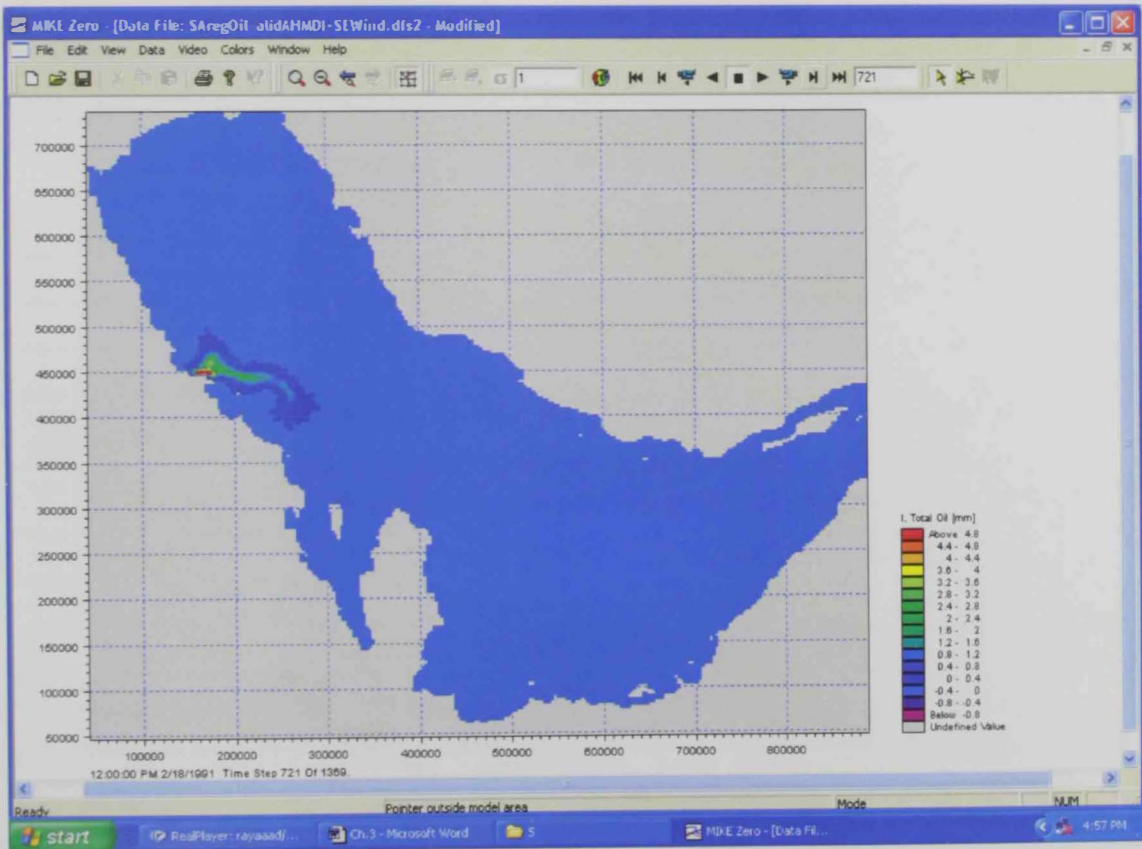 MIKE Zero - [Data File: SAregOil alidAHMDI-SEWind.dfs2 - Modified]
File Edit View Data Video Colors Window Help
1
721
700000
650000
600000
550000
500000
450000
400000
350000
300000
250000
200000
150000
100000
50000
100000 200000 300000 400000 500000 600000 700000 800000
1, Total Oil [mm]
Above 4.8
4.4 - 4.8
4 - 4.4
3.6 - 4
3.2 - 3.6
2.8 - 3.2
2.4 - 2.8
2 - 2.4
1.6 - 2
1.2 - 1.6
0.8 - 1.2
0.4 - 0.8
0 - 0.4
-0.4 - 0
-0.8 - -0.4
Below -0.8
Undefined Value
12:00:00 PM 2/18/1991 Time Step 721 Of 1369.
Ready Pointer outside model area Mode NUM
start RealPlayer: rayaaad/... Ch.3 - Microsoft Word S MIKE Zero - [Data Fil... 4:57 PM